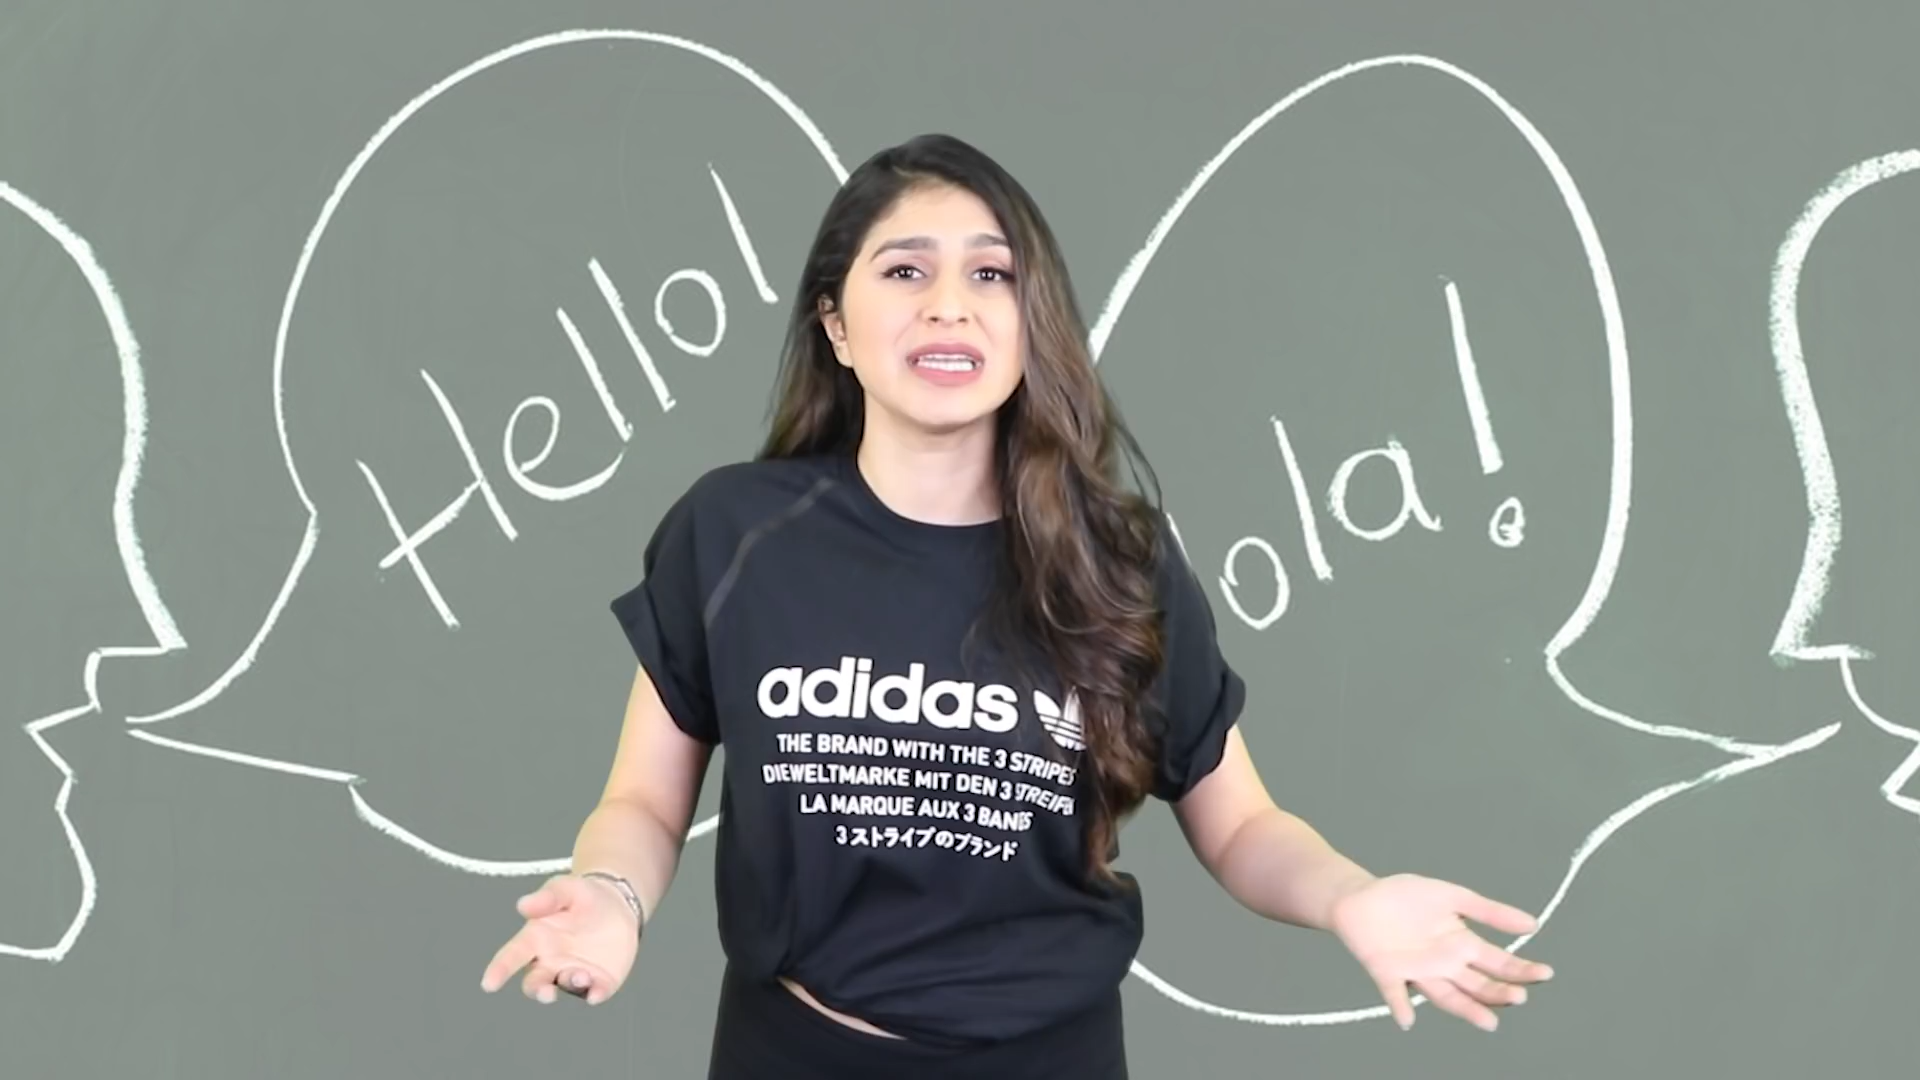 Hello!
ola!
adidas
THE BRAND WITH THE 3 STRIPES
DIE WELTMARKE MIT DEN 3 STREIFEN
LA MARQUE AUX 3 BANDES
3ストライプのブランド